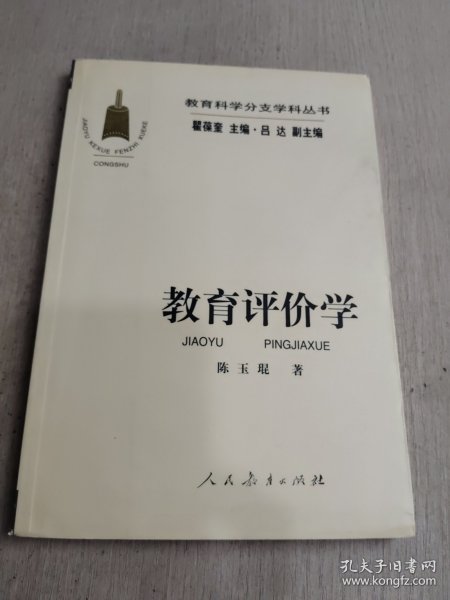 教育科学分支学科丛书
瞿葆奎 主编·吕 达 副主编
JIAOYU KEXUE FENZHI XUEKE
CONGSHU
教育评价学
JIAOYU PINGJIAXUE
陈玉琨 著
人民教育出版社
孔夫子旧书网
www.kongfz.com